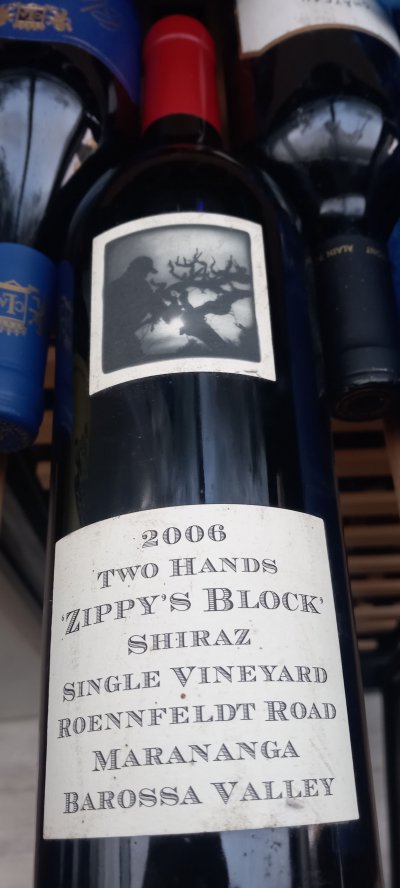 2006
TWO HANDS
'ZIPPY'S BLOCK'
SHIRAZ
SINGLE VINEYARD
ROENNFELDT ROAD
MARANANGA
BAROSSA VALLEY